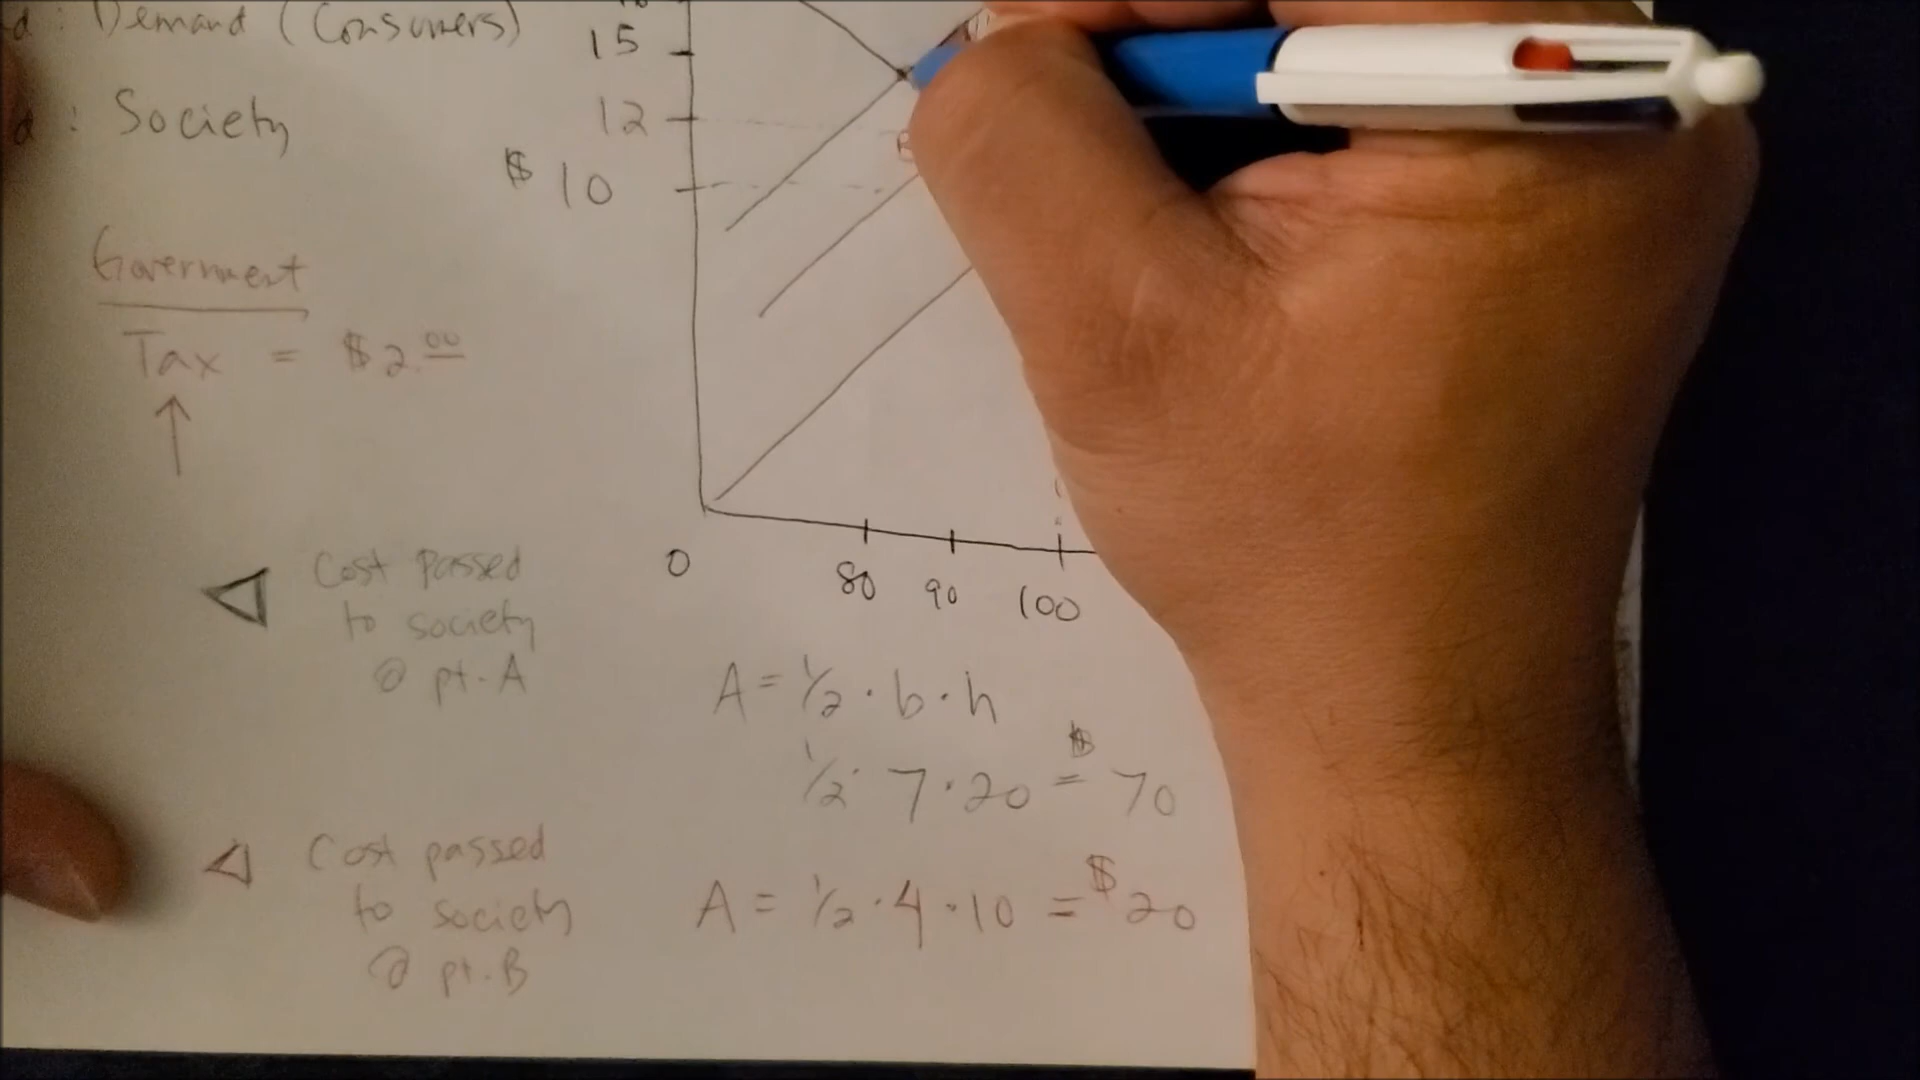 d : Demand (Consumers)
d : Society
15
12
$ 10
Government
Tax = $2.00
0
80 90 100
Cost passed
to society
@ pt. A
A = 1/2 · b · h
1/2 · 7 · 20 = $70
Cost passed
to society
@ pt. B
A = 1/2 · 4 · 10 = $20